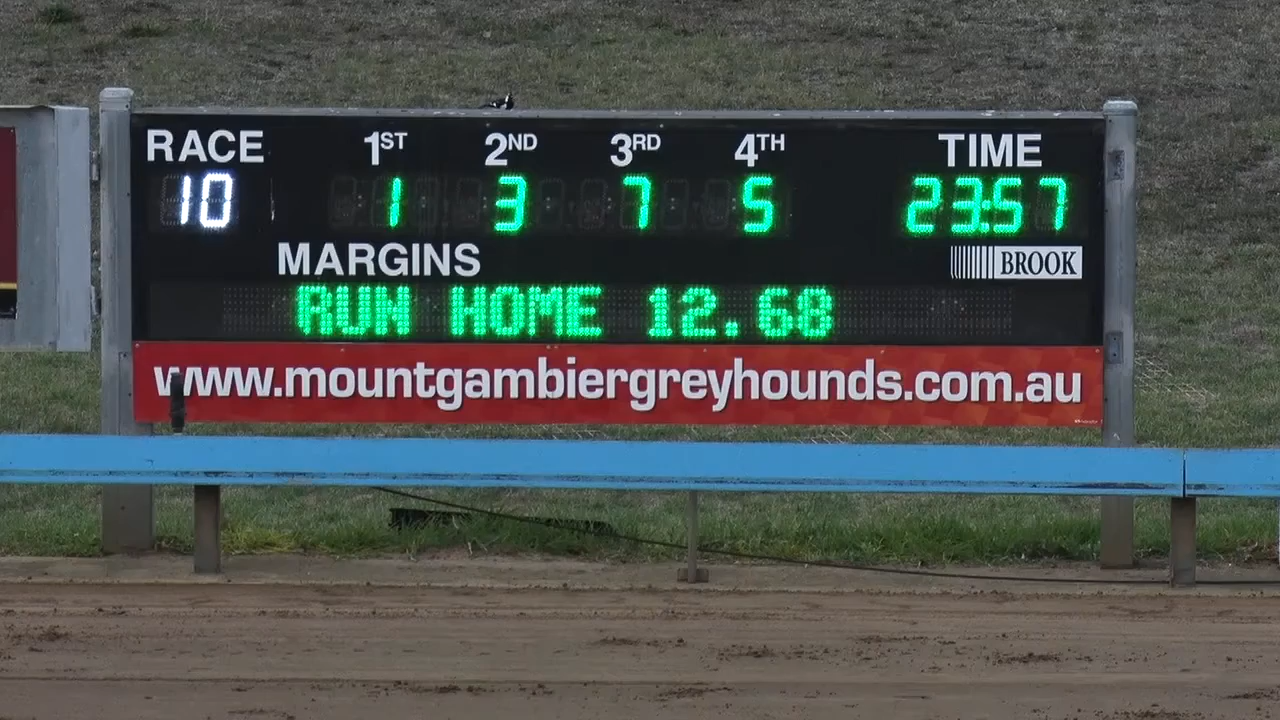 RACE 1ST 2ND 3RD 4TH TIME
10 1 3 7 5 23:57
MARGINS BROOK
RUN HOME 12.68
www.mountgambiergreyhounds.com.au